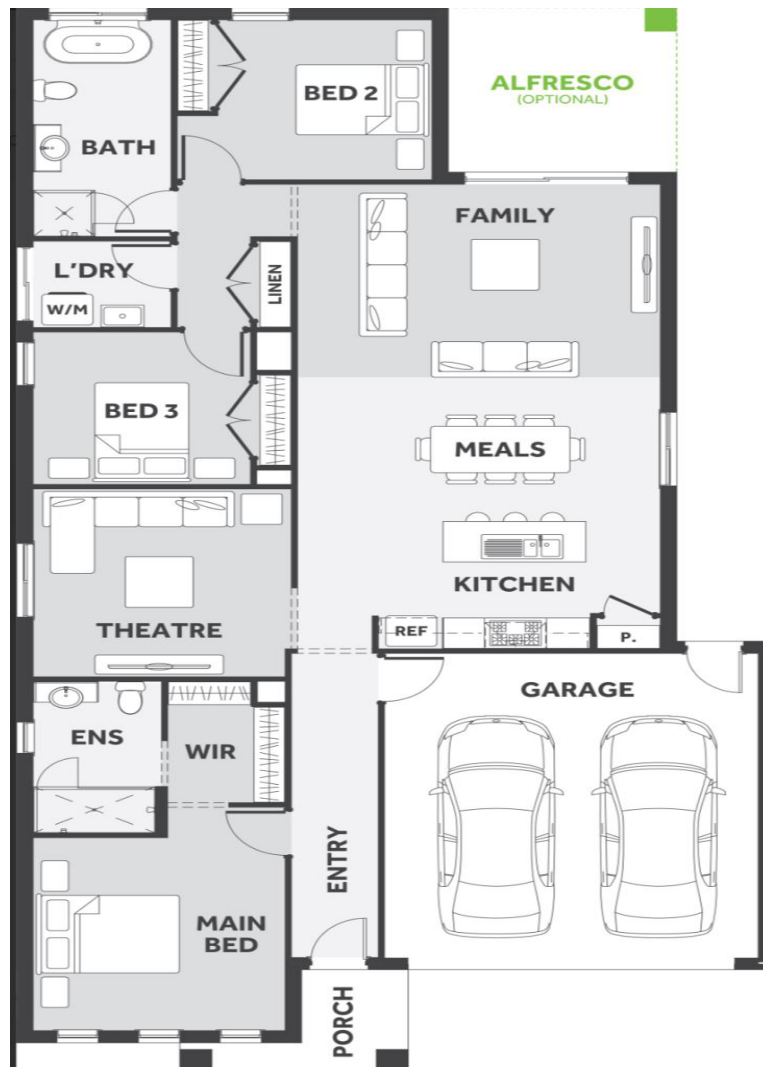 BED 2
ALFRESCO
(OPTIONAL)
BATH
FAMILY
L'DRY
W/M
LINEN
BED 3
MEALS
KITCHEN
THEATRE
REF
P.
GARAGE
ENS
WIR
ENTRY
MAIN
BED
PORCH